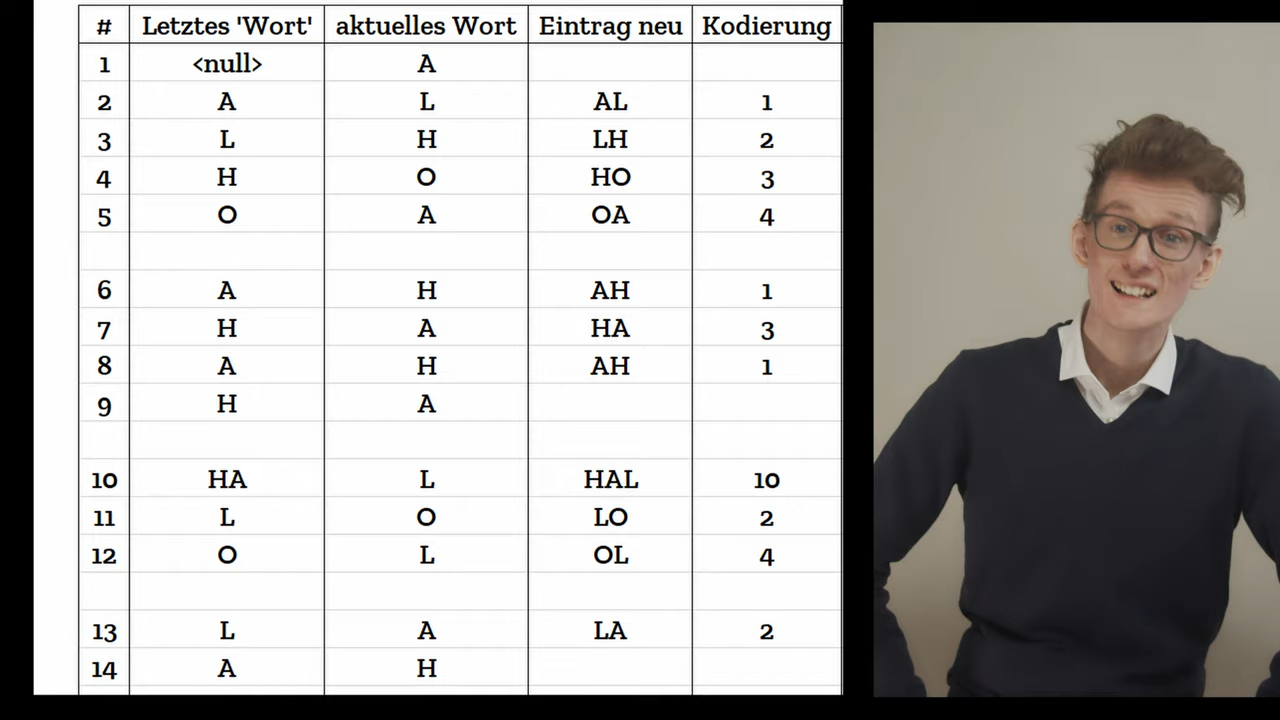 # Letztes 'Wort' aktuelles Wort Eintrag neu Kodierung
1 <null> A
2 A L AL 1
3 L H LH 2
4 H O HO 3
5 O A OA 4
6 A H AH 1
7 H A HA 3
8 A H AH 1
9 H A
10 HA L HAL 10
11 L O LO 2
12 O L OL 4
13 L A LA 2
14 A H